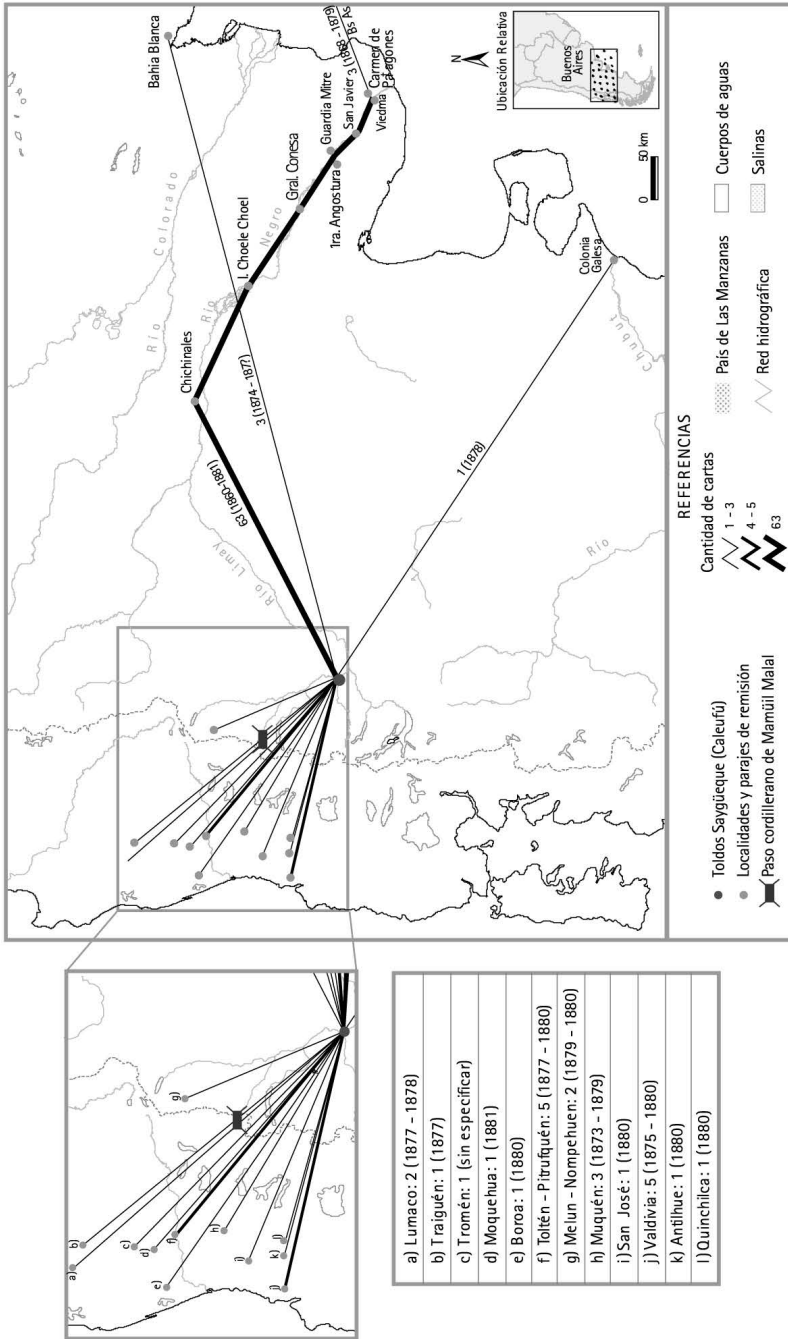 a)
b)
c)
d)
e)
f)
g)
h)
i)
k)
j)
j)
a) Lumaco: 2 (1877 – 1878)
b) Traiguén: 1 (1877)
c) Tromén: 1 (sin especificar)
d) Moquehua: 1 (1881)
e) Boroa: 1 (1880)
f) Toltén – Pitrufquén: 5 (1877 – 1880)
g) Melun – Nompehuen: 2 (1879 – 1880)
h) Muquén: 3 (1873 – 1879)
i) San José: 1 (1880)
j) Valdivia: 5 (1875 – 1880)
k) Antilhue: 1 (1880)
l) Quinchilca: 1 (1880)
Bahia Blanca
Río Colorado
3 (1868 – 1879)
Bs As
Carmen de
Patagones
Viedma
San Javier
Guardia Mitre
1ra. Angostura
Gral. Conesa
Río Negro
I. Choele Choel
Chichinales
63 (1860-1881)
3 (1874 - 187?)
Río Limay
1 (1878)
Colonia
Galesa
Chubut
Río
N
Ubicación Relativa
Buenos
Aires
0 50 km
REFERENCIAS
Toldos Saygüeque (Caleufú)
Localidades y parajes de remisión
Paso cordillerano de Mamüil Malal
Cantidad de cartas
1 - 3
4 - 5
63
País de Las Manzanas
Red hidrográfica
Cuerpos de aguas
Salinas